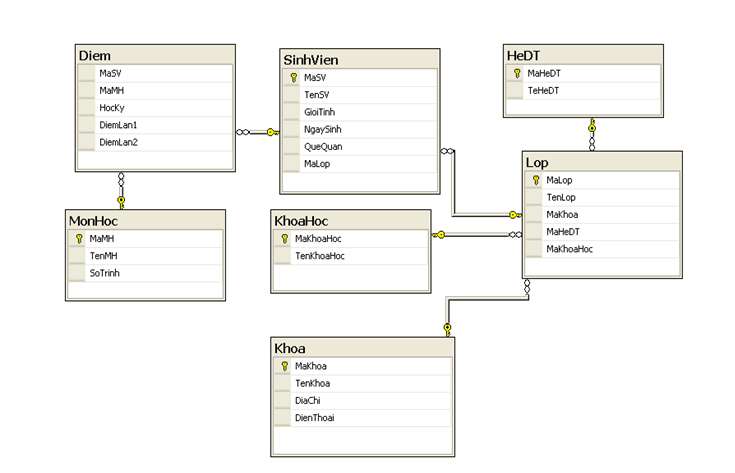 Diem
MaSV
MaMH
HocKy
DiemLan1
DiemLan2
SinhVien
MaSV
TenSV
GioiTinh
NgaySinh
QueQuan
MaLop
HeDT
MaHeDT
TeHeDT
Lop
MaLop
TenLop
MaKhoa
MaHeDT
MaKhoaHoc
MonHoc
MaMH
TenMH
SoTrinh
KhoaHoc
MaKhoaHoc
TenKhoaHoc
Khoa
MaKhoa
TenKhoa
DiaChi
DienThoai